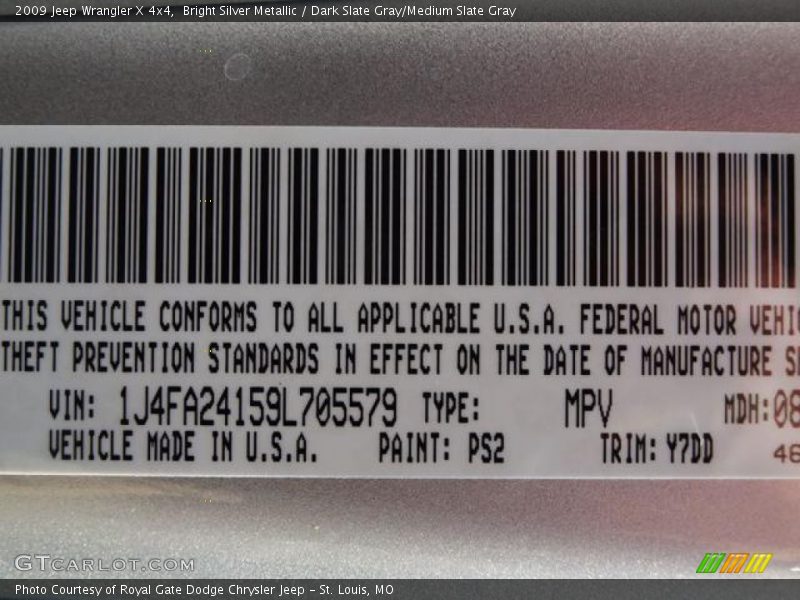 2009 Jeep Wrangler X 4x4, Bright Silver Metallic / Dark Slate Gray/Medium Slate Gray
THIS VEHICLE CONFORMS TO ALL APPLICABLE U.S.A. FEDERAL MOTOR
THEFT PREVENTION STANDARDS IN EFFECT ON THE DATE OF MANUFACTURE
VIN: 1J4FA24159L705579 TYPE: MPV MDH: 08
VEHICLE MADE IN U.S.A. PAINT: PS2 TRIM: Y7DD
GTCARLOT.COM
Photo Courtesy of Royal Gate Dodge Chrysler Jeep - St. Louis, MO